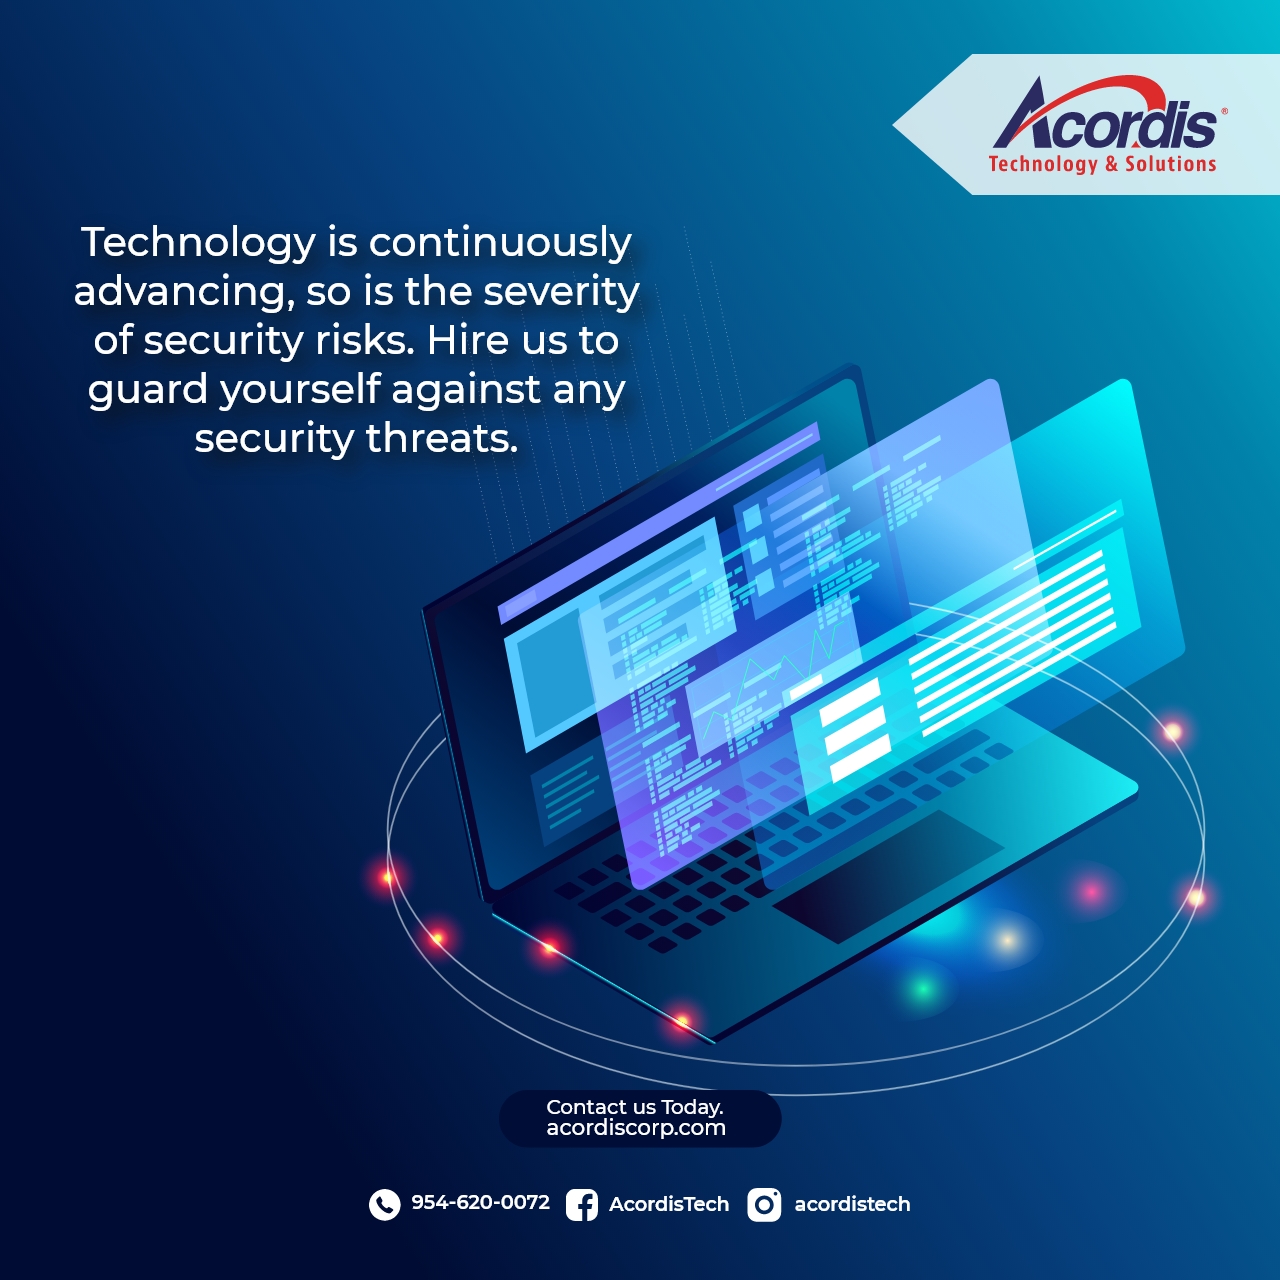 Acordis®
Technology & Solutions
Technology is continuously
advancing, so is the severity
of security risks. Hire us to
guard yourself against any
security threats.
Contact us Today.
acordiscorp.com
954-620-0072 AcordisTech acordistech